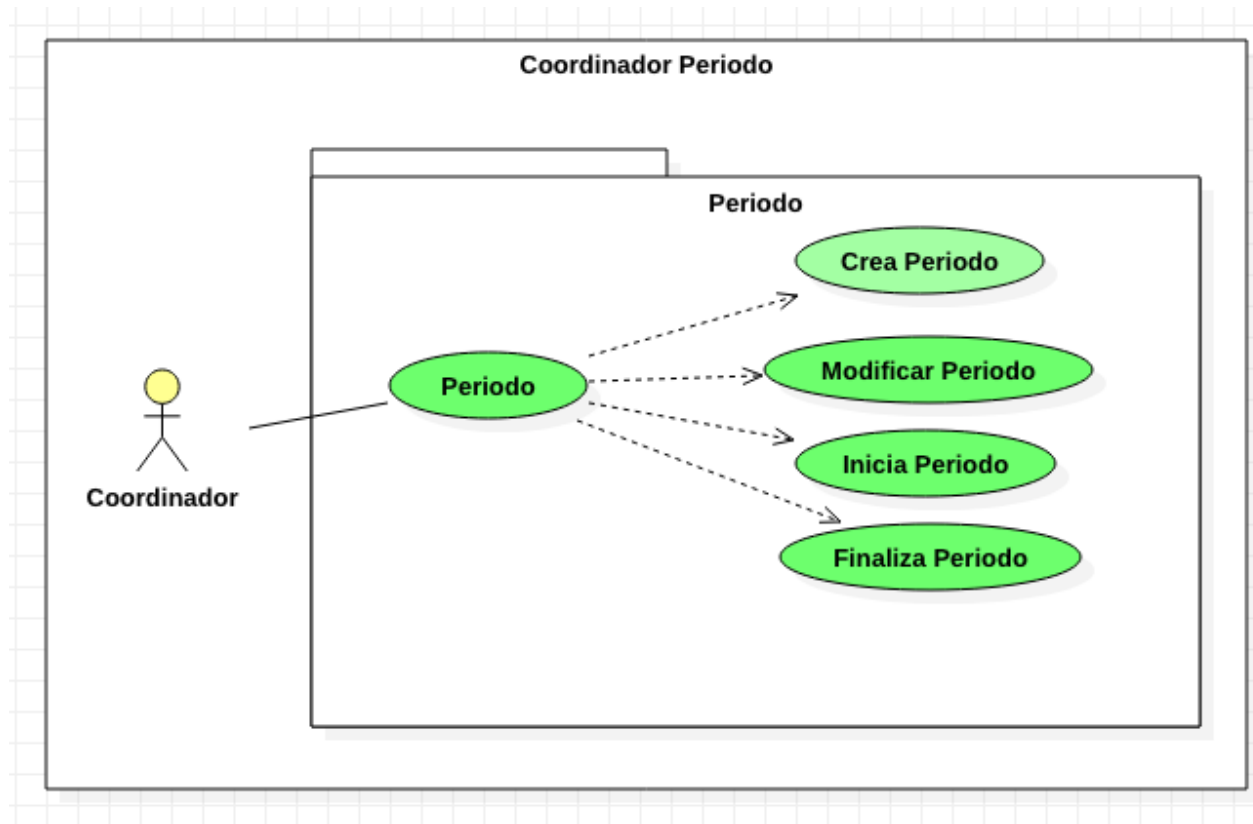 Coordinador Periodo
Periodo
Crea Periodo
Modificar Periodo
Periodo
Inicia Periodo
Coordinador
Finaliza Periodo